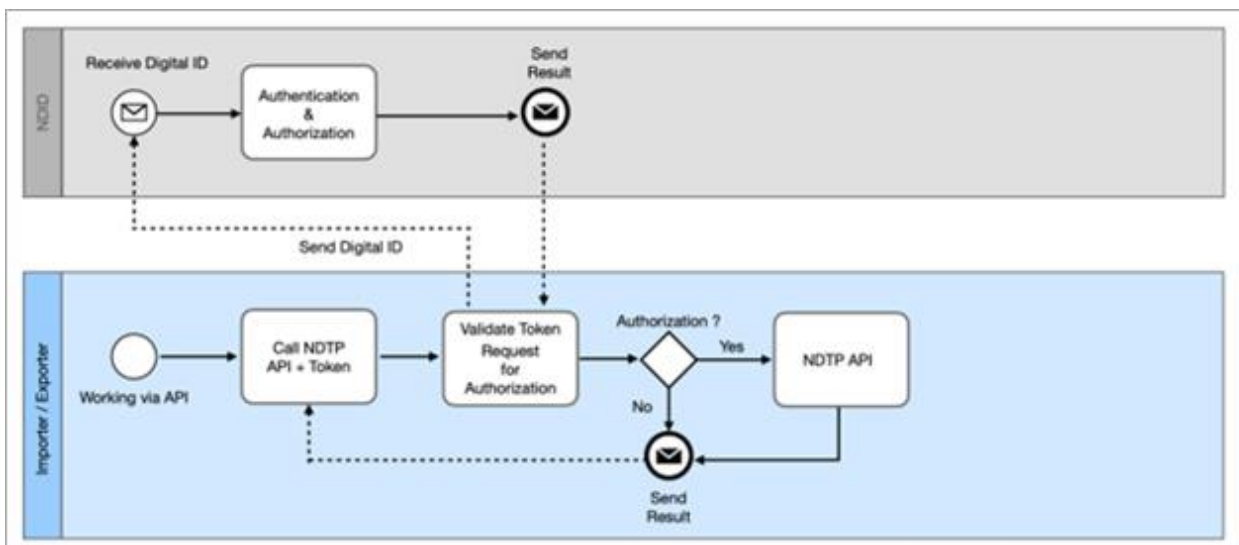 NDID
Receive Digital ID
Authentication
&
Authorization
Send
Result
Send Digital ID
Importer / Exporter
Working via API
Call NDTP
API + Token
Validate Token
Request
for
Authorization
Authorization ?
Yes
No
NDTP API
Send
Result